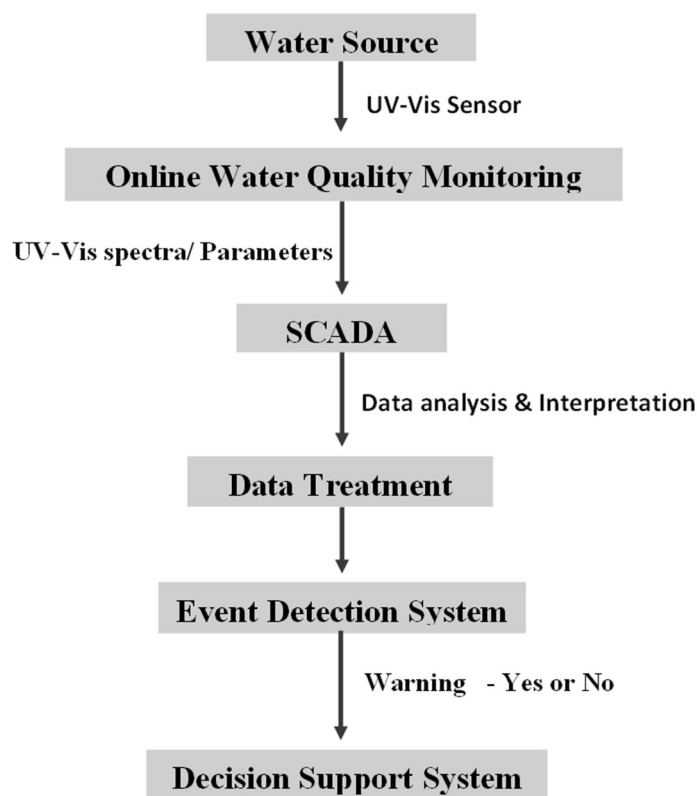 Water Source
UV-Vis Sensor
Online Water Quality Monitoring
UV-Vis spectra/ Parameters
SCADA
Data analysis & Interpretation
Data Treatment
Event Detection System
Warning - Yes or No
Decision Support System